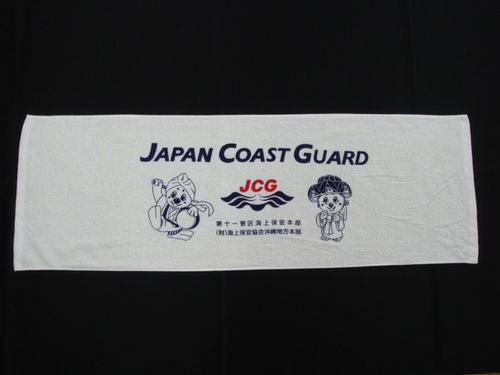 JAPAN COAST GUARD
JCG
第十一管区海上保安本部
(財)海上保安協会沖縄地方本部